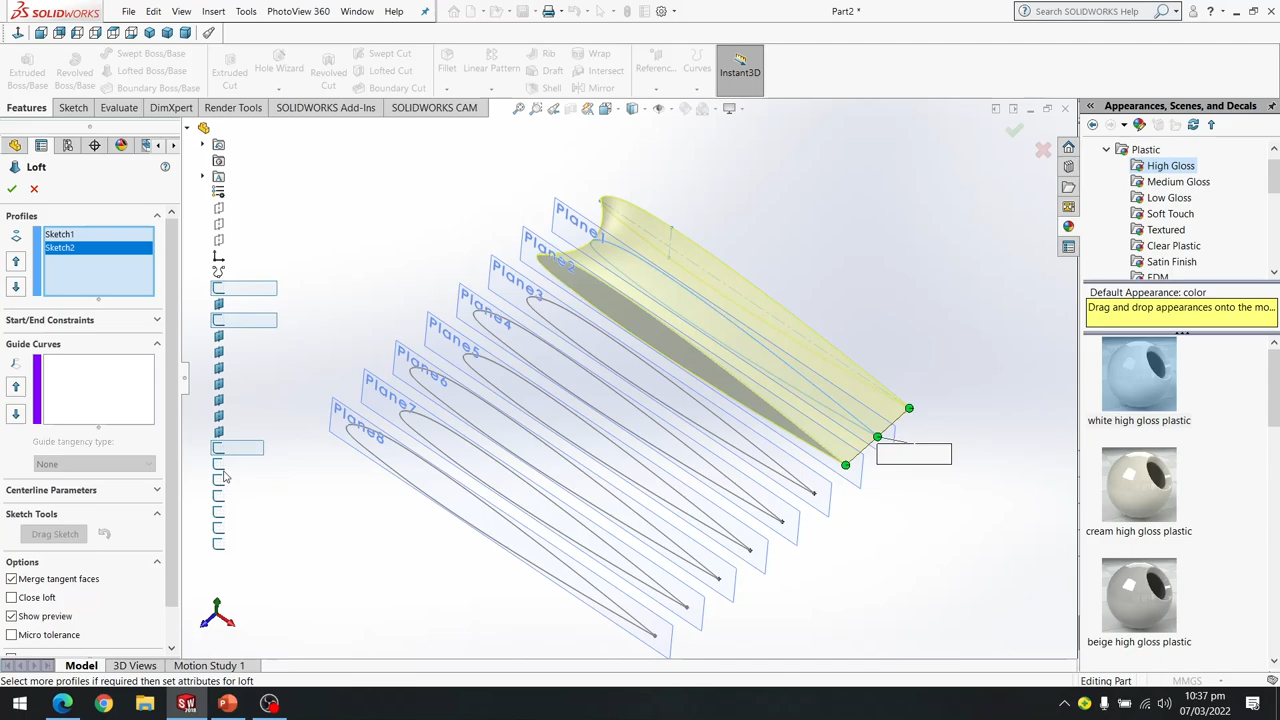 SOLIDWORKS
File Edit View Insert Tools PhotoView 360 Window Help
Part2 *
Search SOLIDWORKS Help
Extruded Boss/Base
Revolved Boss/Base
Swept Boss/Base
Lofted Boss/Base
Boundary Boss/Base
Extruded Cut
Hole Wizard
Revolved Cut
Swept Cut
Lofted Cut
Boundary Cut
Fillet
Linear Pattern
Rib
Draft
Shell
Wrap
Intersect
Mirror
Referenc...
Curves
Instant3D
Features Sketch Evaluate DimXpert Render Tools SOLIDWORKS Add-Ins SOLIDWORKS CAM
Loft
Profiles
Sketch1
Sketch2
Start/End Constraints
Guide Curves
Guide tangency type:
None
Centerline Parameters
Sketch Tools
Drag Sketch
Options
Merge tangent faces
Close loft
Show preview
Micro tolerance
Plane1
Plane2
Plane3
Plane4
Plane5
Plane6
Plane7
Plane8
Appearances, Scenes, and Decals
Plastic
High Gloss
Medium Gloss
Low Gloss
Soft Touch
Textured
Clear Plastic
Satin Finish
EDM
Default Appearance: color
Drag and drop appearances onto the mo...
white high gloss plastic
cream high gloss plastic
beige high gloss plastic
Model 3D Views Motion Study 1
Select more profiles if required then set attributes for loft
Editing Part MMGS
SW
2018
10:37 pm
07/03/2022